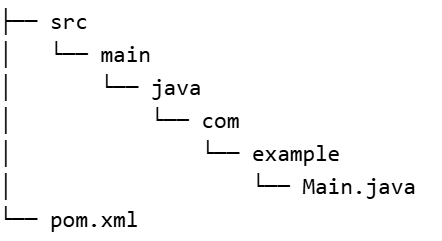 ├── src
│   └── main
│       └── java
│           └── com
│               └── example
│                   └── Main.java
└── pom.xml